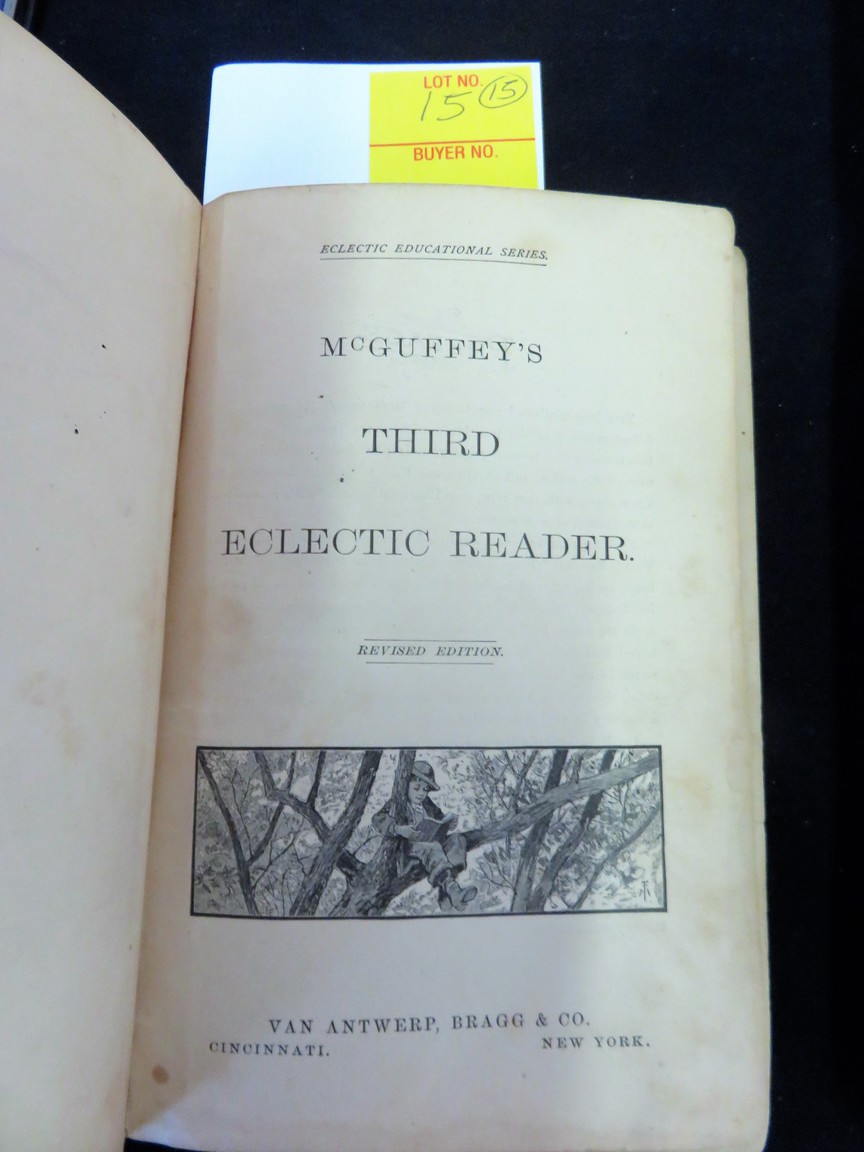 LOT NO.
15 15
BUYER NO.
ECLECTIC EDUCATIONAL SERIES.
McGUFFEY'S
THIRD
ECLECTIC READER.
REVISED EDITION.
VAN ANTWERP, BRAGG & CO.
CINCINNATI. NEW YORK.